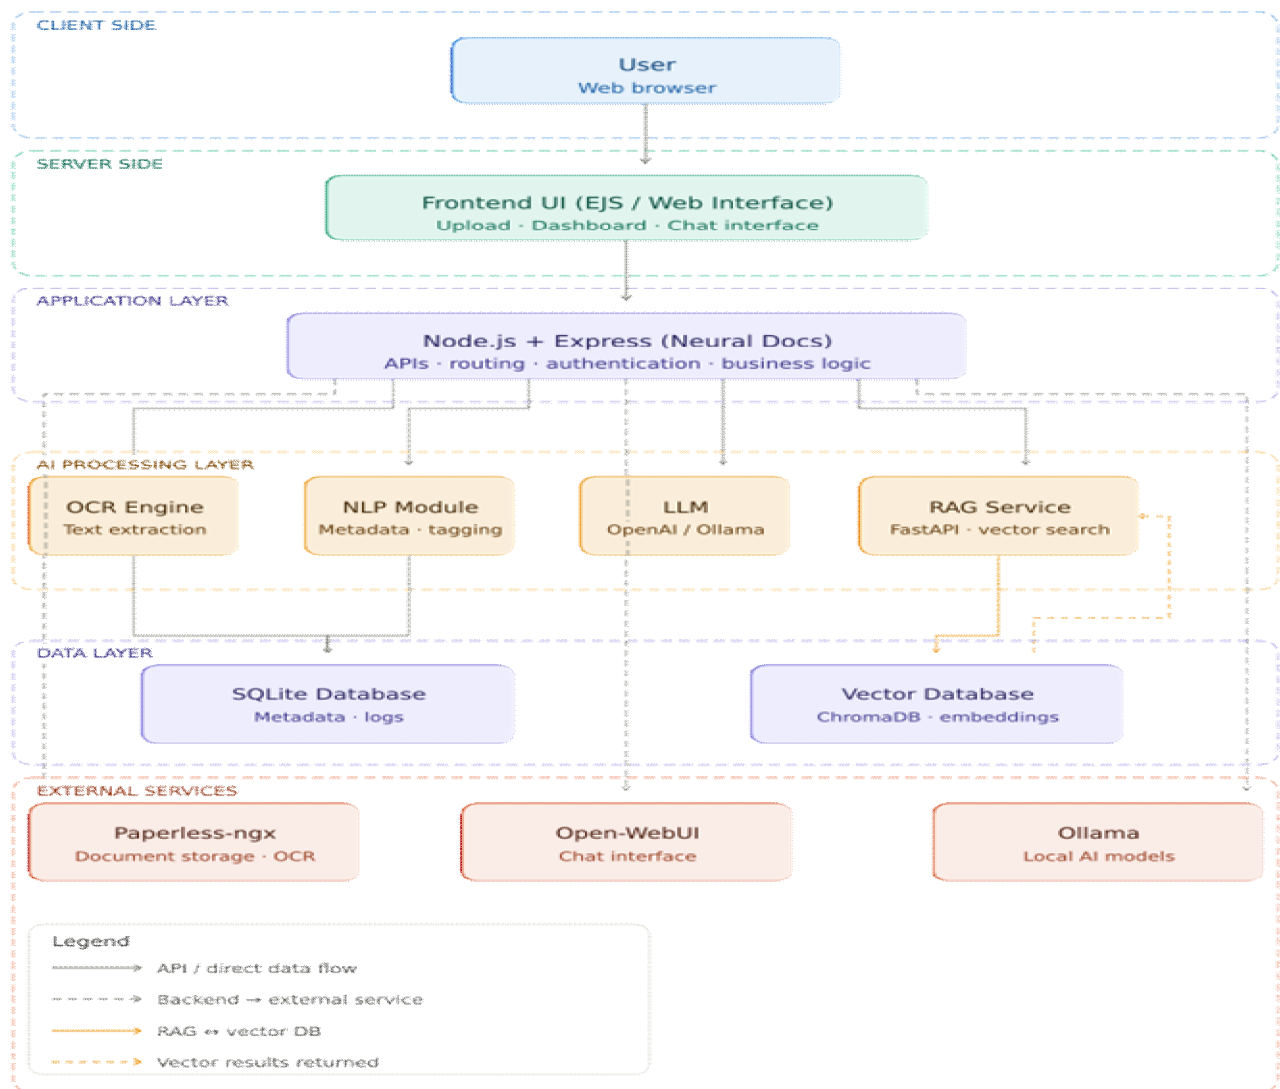 CLIENT SIDE
User
Web browser
SERVER SIDE
Frontend UI (EJS / Web Interface)
Upload · Dashboard · Chat interface
APPLICATION LAYER
Node.js + Express (Neural Docs)
APIs · routing · authentication · business logic
AI PROCESSING LAYER
OCR Engine
Text extraction
NLP Module
Metadata · tagging
LLM
OpenAI / Ollama
RAG Service
FastAPI · vector search
DATA LAYER
SQLite Database
Metadata · logs
Vector Database
ChromaDB · embeddings
EXTERNAL SERVICES
Paperless-ngx
Document storage · OCR
Open-WebUI
Chat interface
Ollama
Local AI models
Legend
API / direct data flow
Backend → external service
RAG ↔ vector DB
Vector results returned